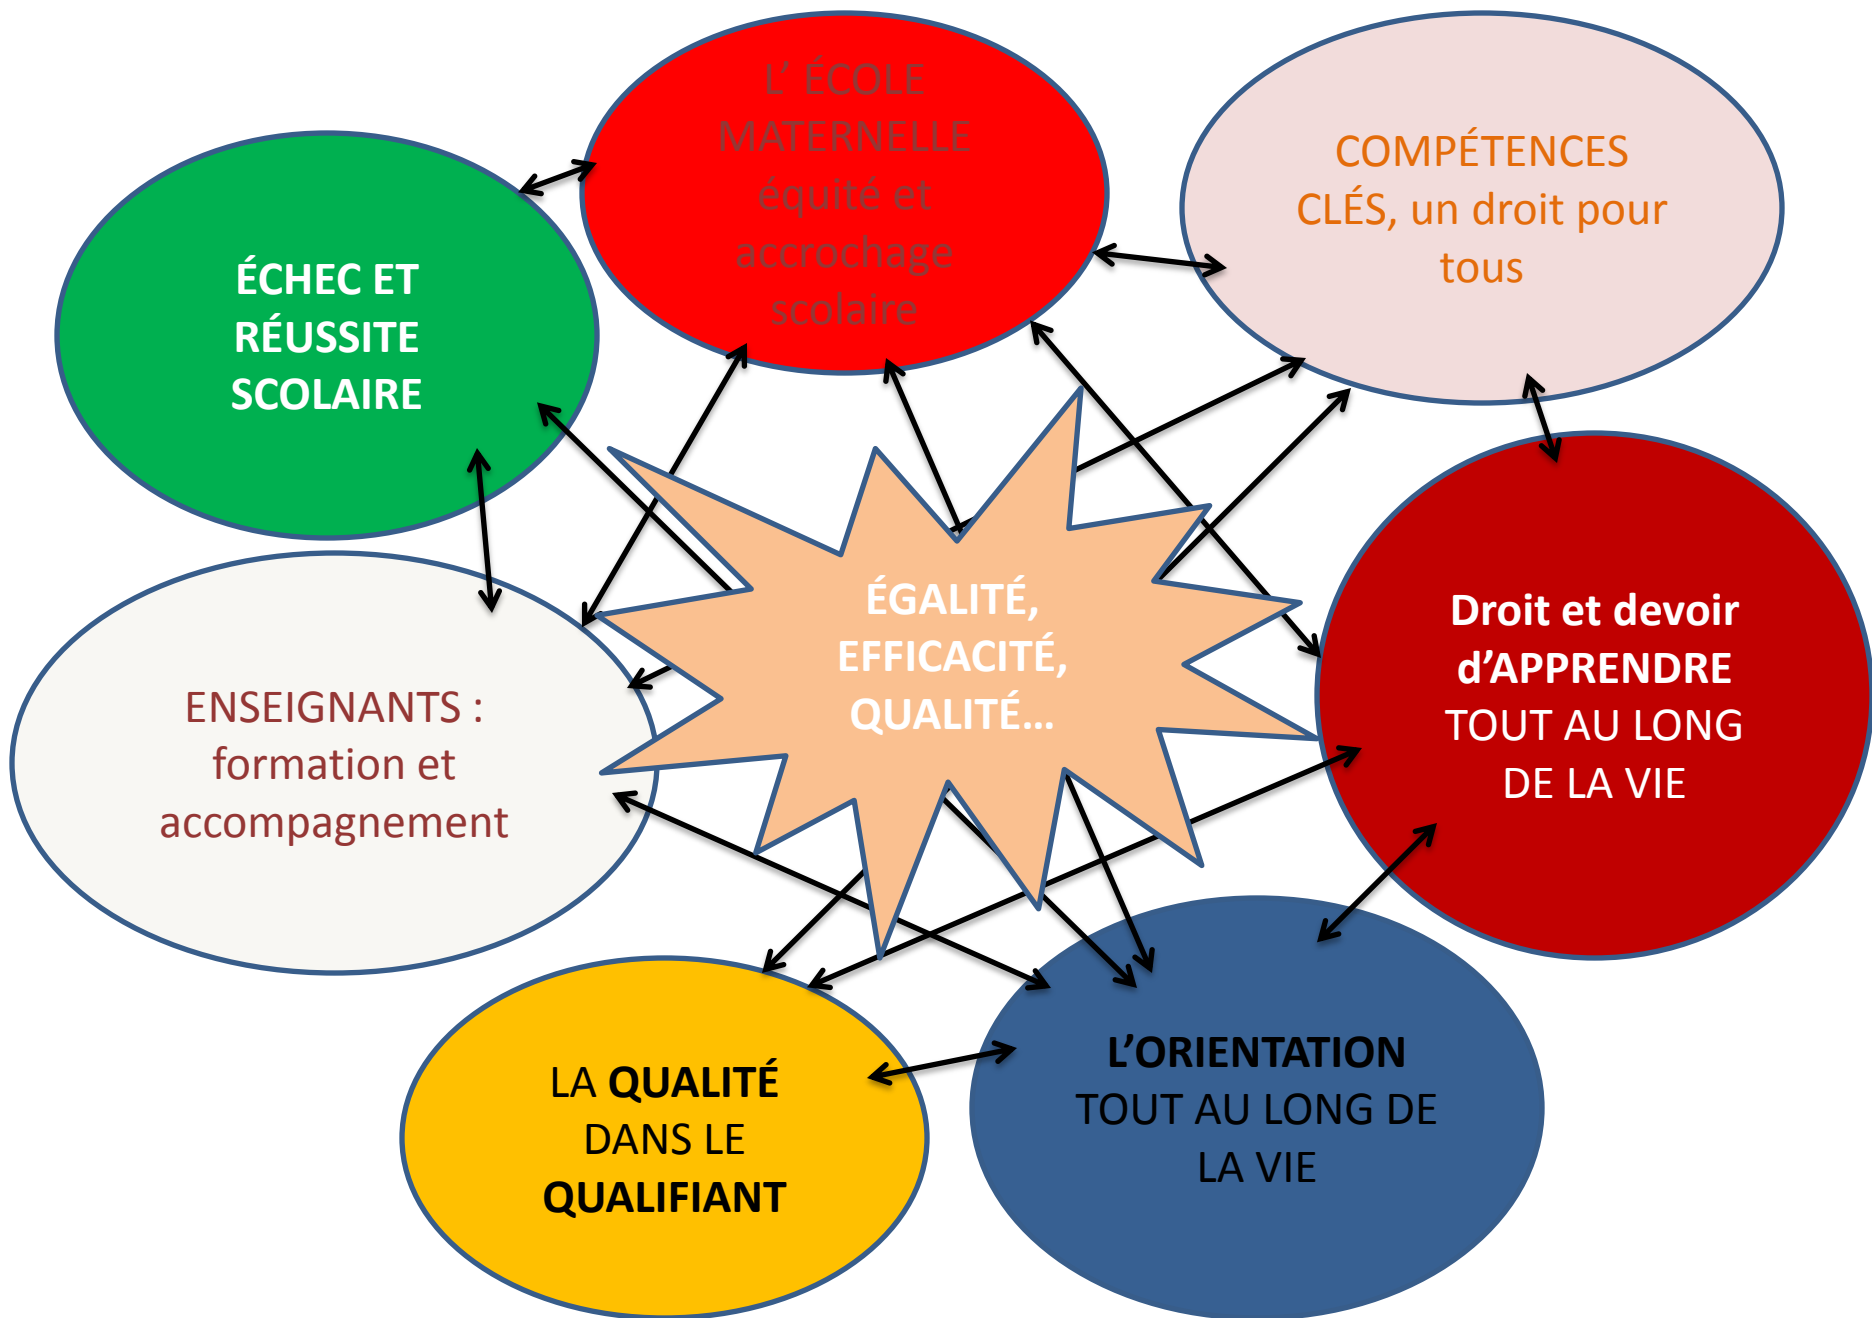 L’ ÉCOLE
MATERNELLE
équité et
accrochage
scolaire
COMPÉTENCES
CLÉS, un droit pour
tous
ÉCHEC ET
RÉUSSITE
SCOLAIRE
ÉGALITÉ,
EFFICACITÉ,
QUALITÉ…
Droit et devoir
d’APPRENDRE
TOUT AU LONG
DE LA VIE
ENSEIGNANTS :
formation et
accompagnement
LA QUALITÉ
DANS LE
QUALIFIANT
L’ORIENTATION
TOUT AU LONG DE
LA VIE